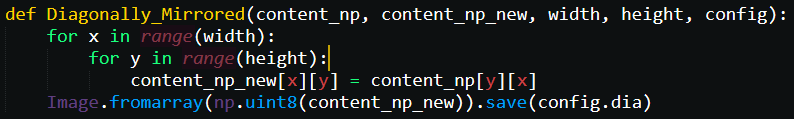 def Diagonally_Mirrored(content_np, content_np_new, width, height, config):
    for x in range(width):
        for y in range(height):
            content_np_new[x][y] = content_np[y][x]
    Image.fromarray(np.uint8(content_np_new)).save(config.dia)